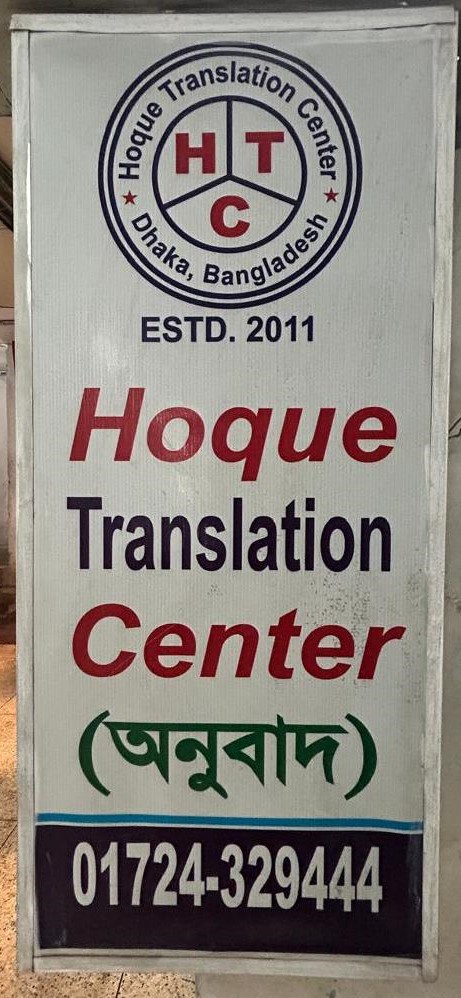 Hoque Translation Center
H T
C
★ Dhaka, Bangladesh ★
ESTD. 2011
Hoque
Translation
Center
(অনুবাদ)
01724-329444